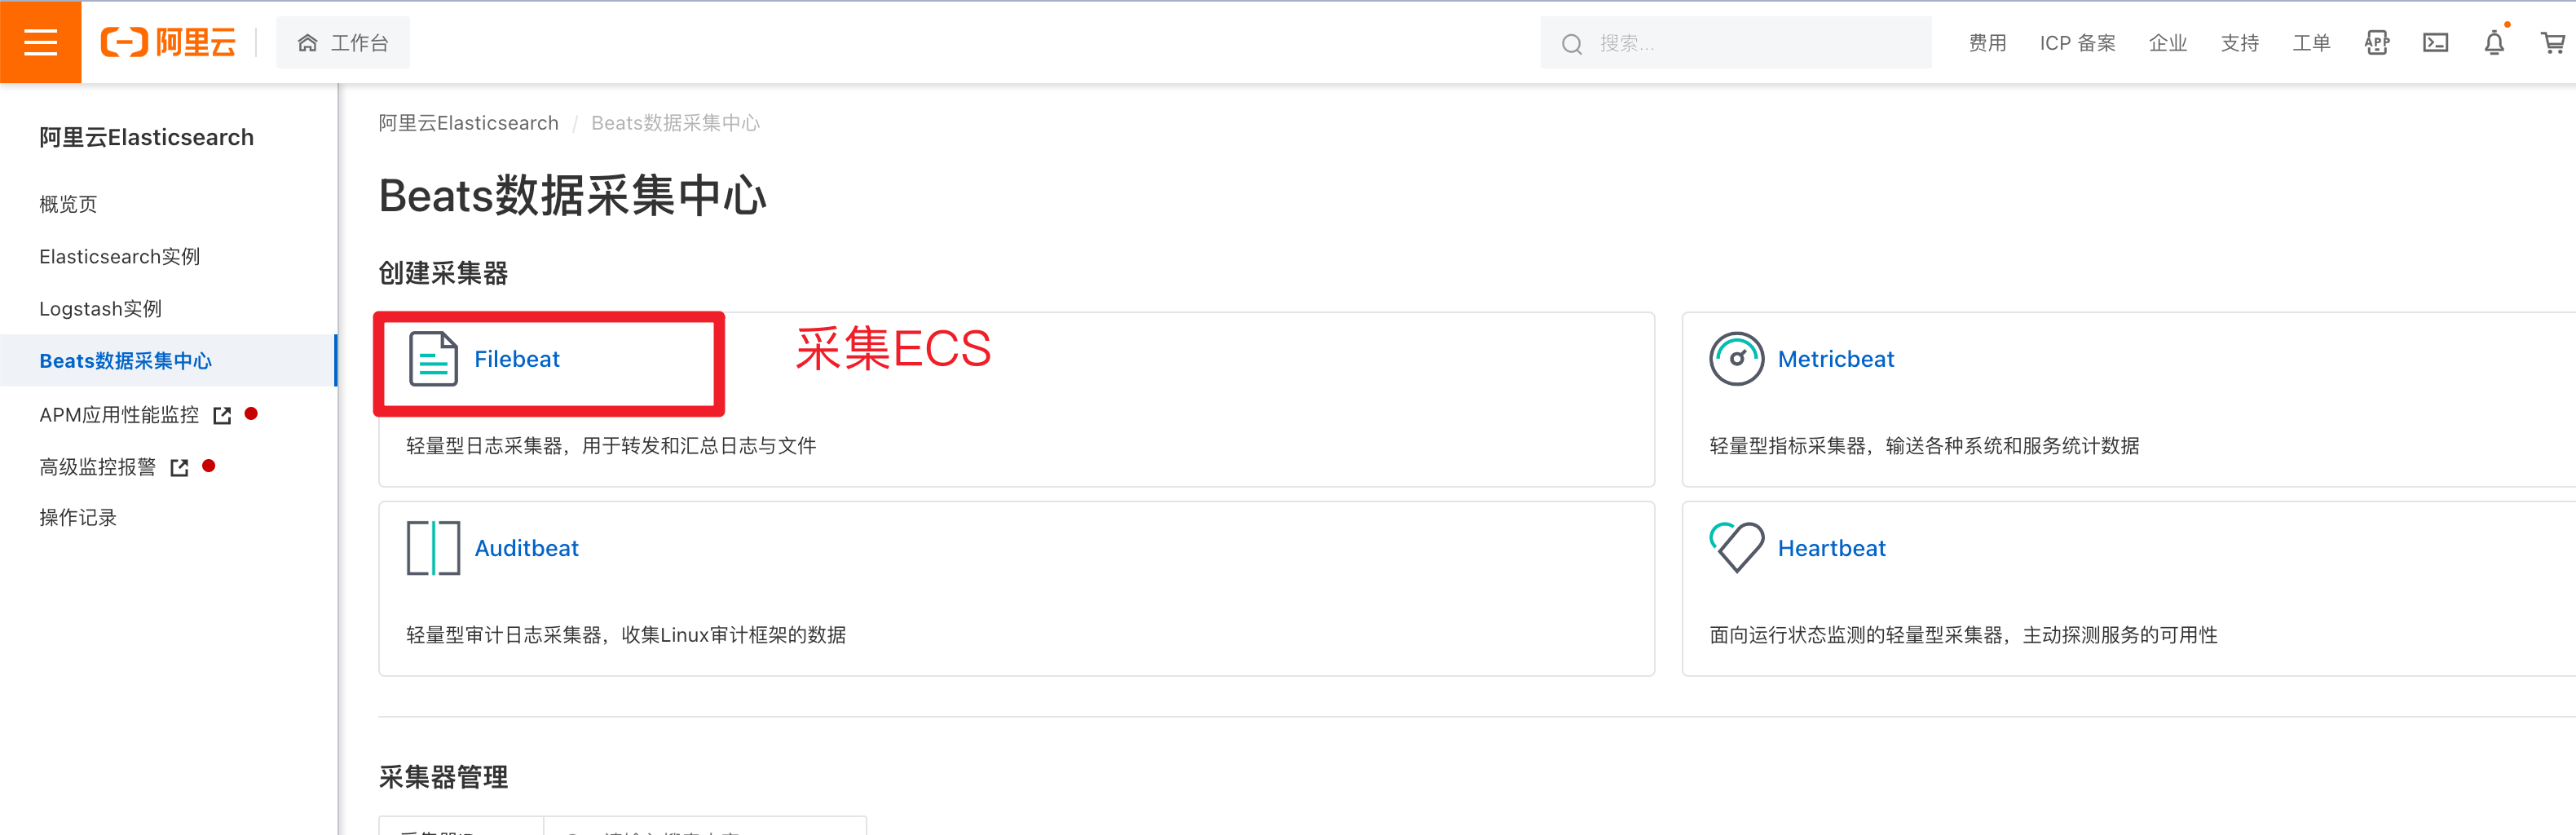 阿里云
工作台
搜索...
费用
ICP 备案
企业
支持
工单
APP
阿里云Elasticsearch
概览页
Elasticsearch实例
Logstash实例
Beats数据采集中心
APM应用性能监控
高级监控报警
操作记录
阿里云Elasticsearch / Beats数据采集中心
Beats数据采集中心
创建采集器
Filebeat
采集ECS
轻量型日志采集器，用于转发和汇总日志与文件
Metricbeat
轻量型指标采集器，输送各种系统和服务统计数据
Auditbeat
轻量型审计日志采集器，收集Linux审计框架的数据
Heartbeat
面向运行状态监测的轻量型采集器，主动探测服务的可用性
采集器管理